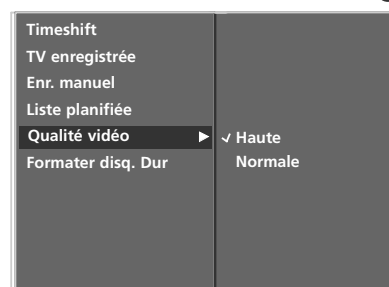 Timeshift
TV enregistrée
Enr. manuel
Liste planifiée
Qualité vidéo
Haute
Normale
Formater disq. Dur